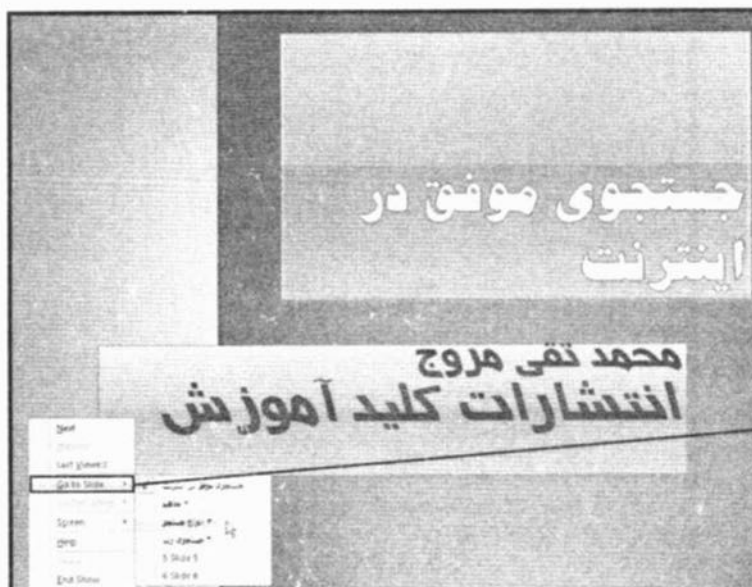 جستجوی موفق در
اینترنت
محمد تقی مروج
انتشارات کلید آموزش
Next
Last Viewed
Go to Slide
Screen
Help
End Show
5 Slide 5
6 Slide 6